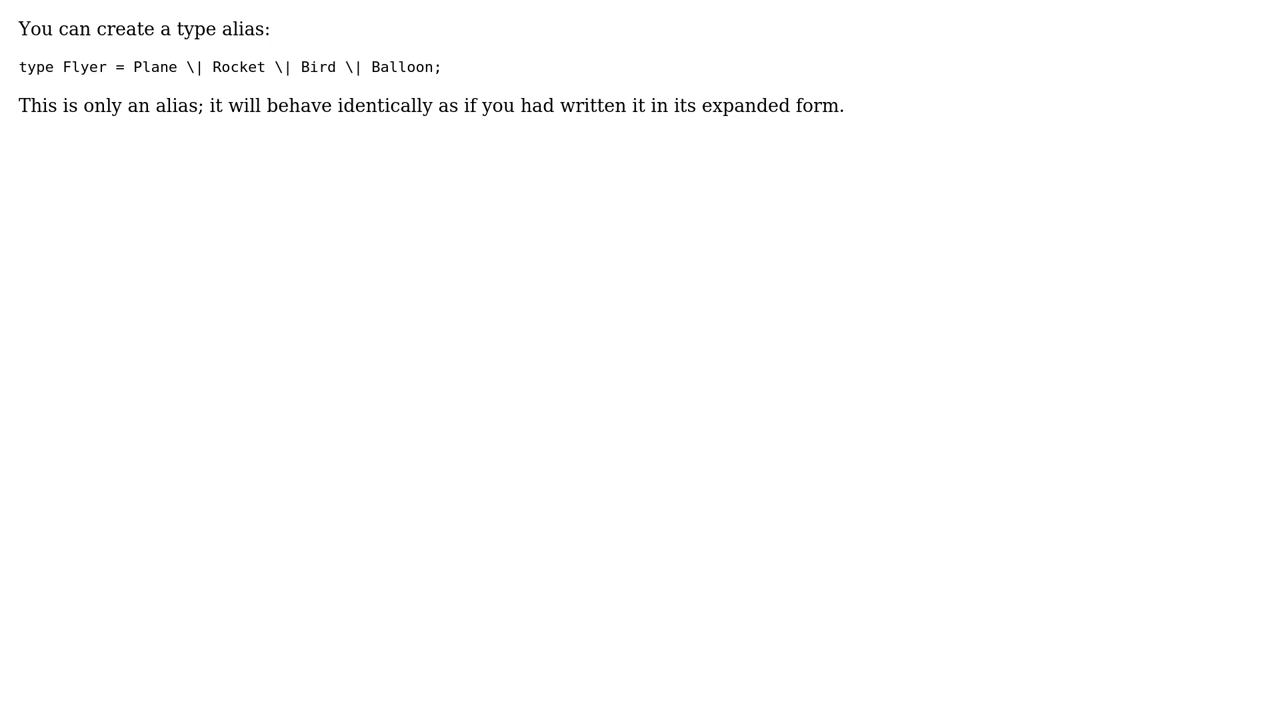 You can create a type alias:
type Flyer = Plane \| Rocket \| Bird \| Balloon;
This is only an alias; it will behave identically as if you had written it in its expanded form.